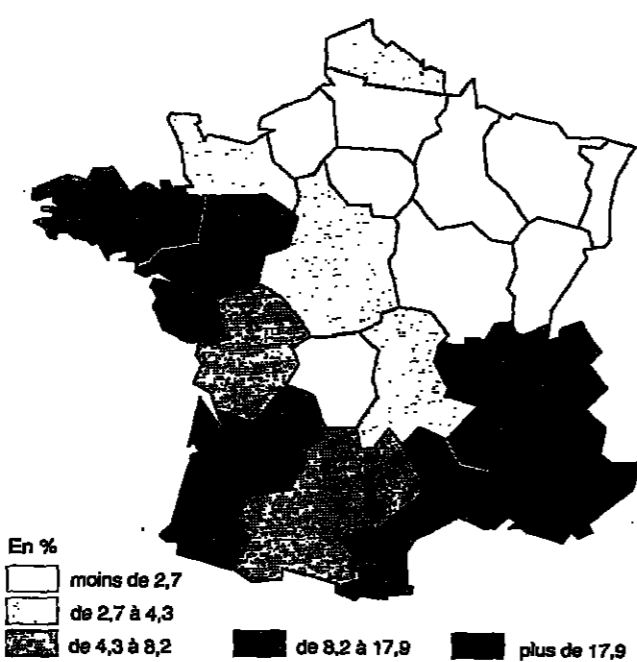 En %
moins de 2,7
de 2,7 à 4,3
de 4,3 à 8,2
de 8,2 à 17,9
plus de 17,9